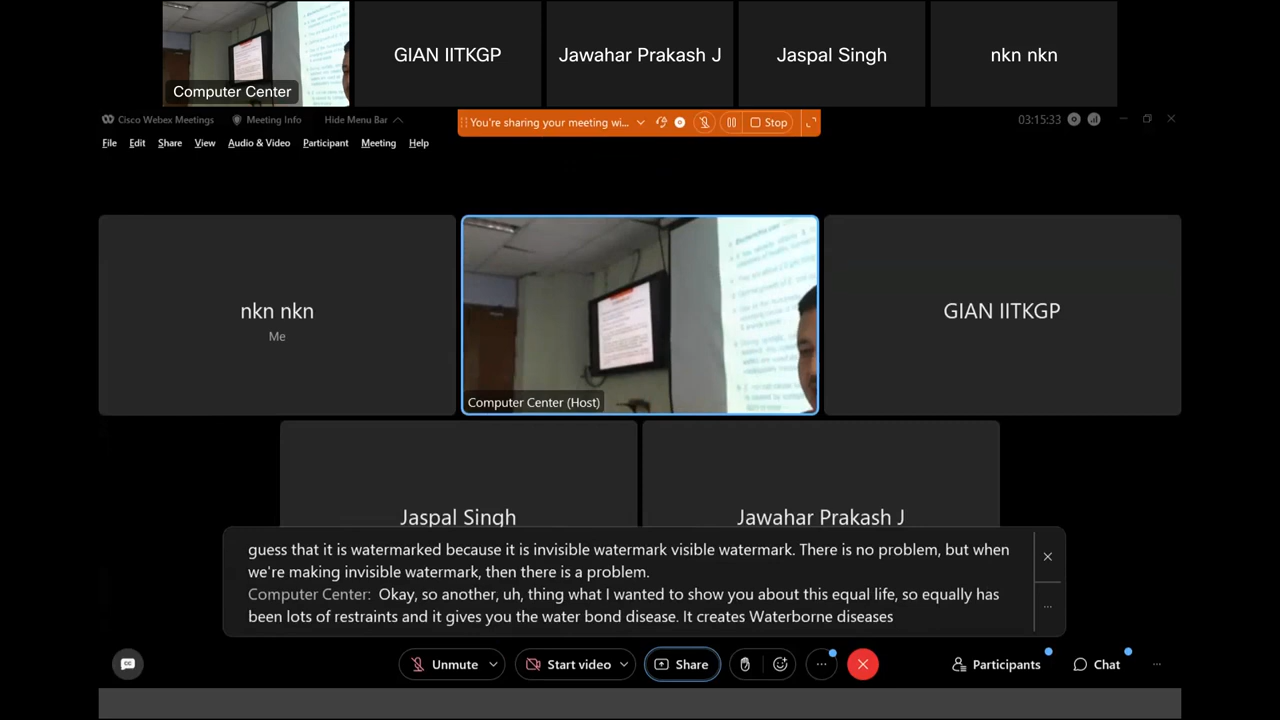 Computer Center
GIAN IITKGP
Jawahar Prakash J
Jaspal Singh
nkn nkn
Cisco Webex Meetings
Meeting Info
Hide Menu Bar
You're sharing your meeting wi...
Stop
03:15:33
File Edit Share View Audio & Video Participant Meeting Help
nkn nkn
Me
Computer Center (Host)
GIAN IITKGP
Jaspal Singh
Jawahar Prakash J
guess that it is watermarked because it is invisible watermark visible watermark. There is no problem, but when
we're making invisible watermark, then there is a problem.
Computer Center: Okay, so another, uh, thing what I wanted to show you about this equal life, so equally has
been lots of restraints and it gives you the water bond disease. It creates Waterborne diseases
Unmute
Start video
Share
Participants
Chat